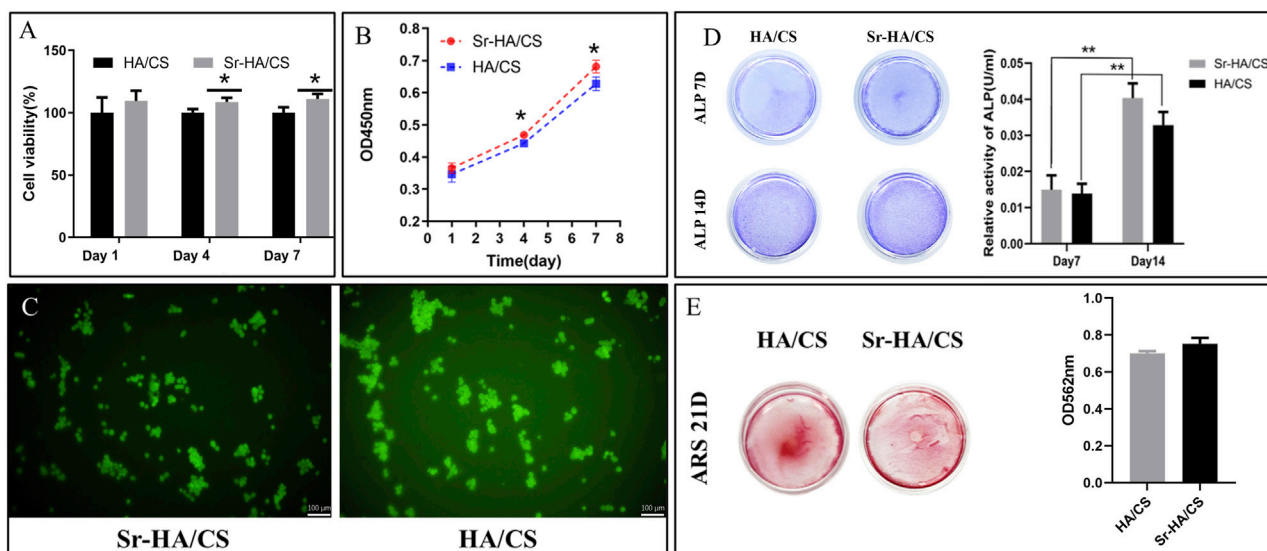 A
HA/CS Sr-HA/CS
Cell viability(%)
150
100
50
0
* *
Day 1 Day 4 Day 7
B
Sr-HA/CS
HA/CS
OD450nm
0.8
0.7
0.6
0.5
0.4
0.3
0.2
* *
0 1 2 3 4 5 6 7 8
Time(day)
C
100 μm
100 μm
Sr-HA/CS HA/CS
D
HA/CS Sr-HA/CS
ALP 7D
ALP 14D
Relative activity of ALP(U/ml)
0.05
0.04
0.03
0.02
0.01
0.00
**
**
Sr-HA/CS
HA/CS
Day7 Day14
E
HA/CS Sr-HA/CS
ARS 21D
OD562nm
1.0
0.8
0.6
0.4
0.2
0.0
HA/CS
Sr-HA/CS